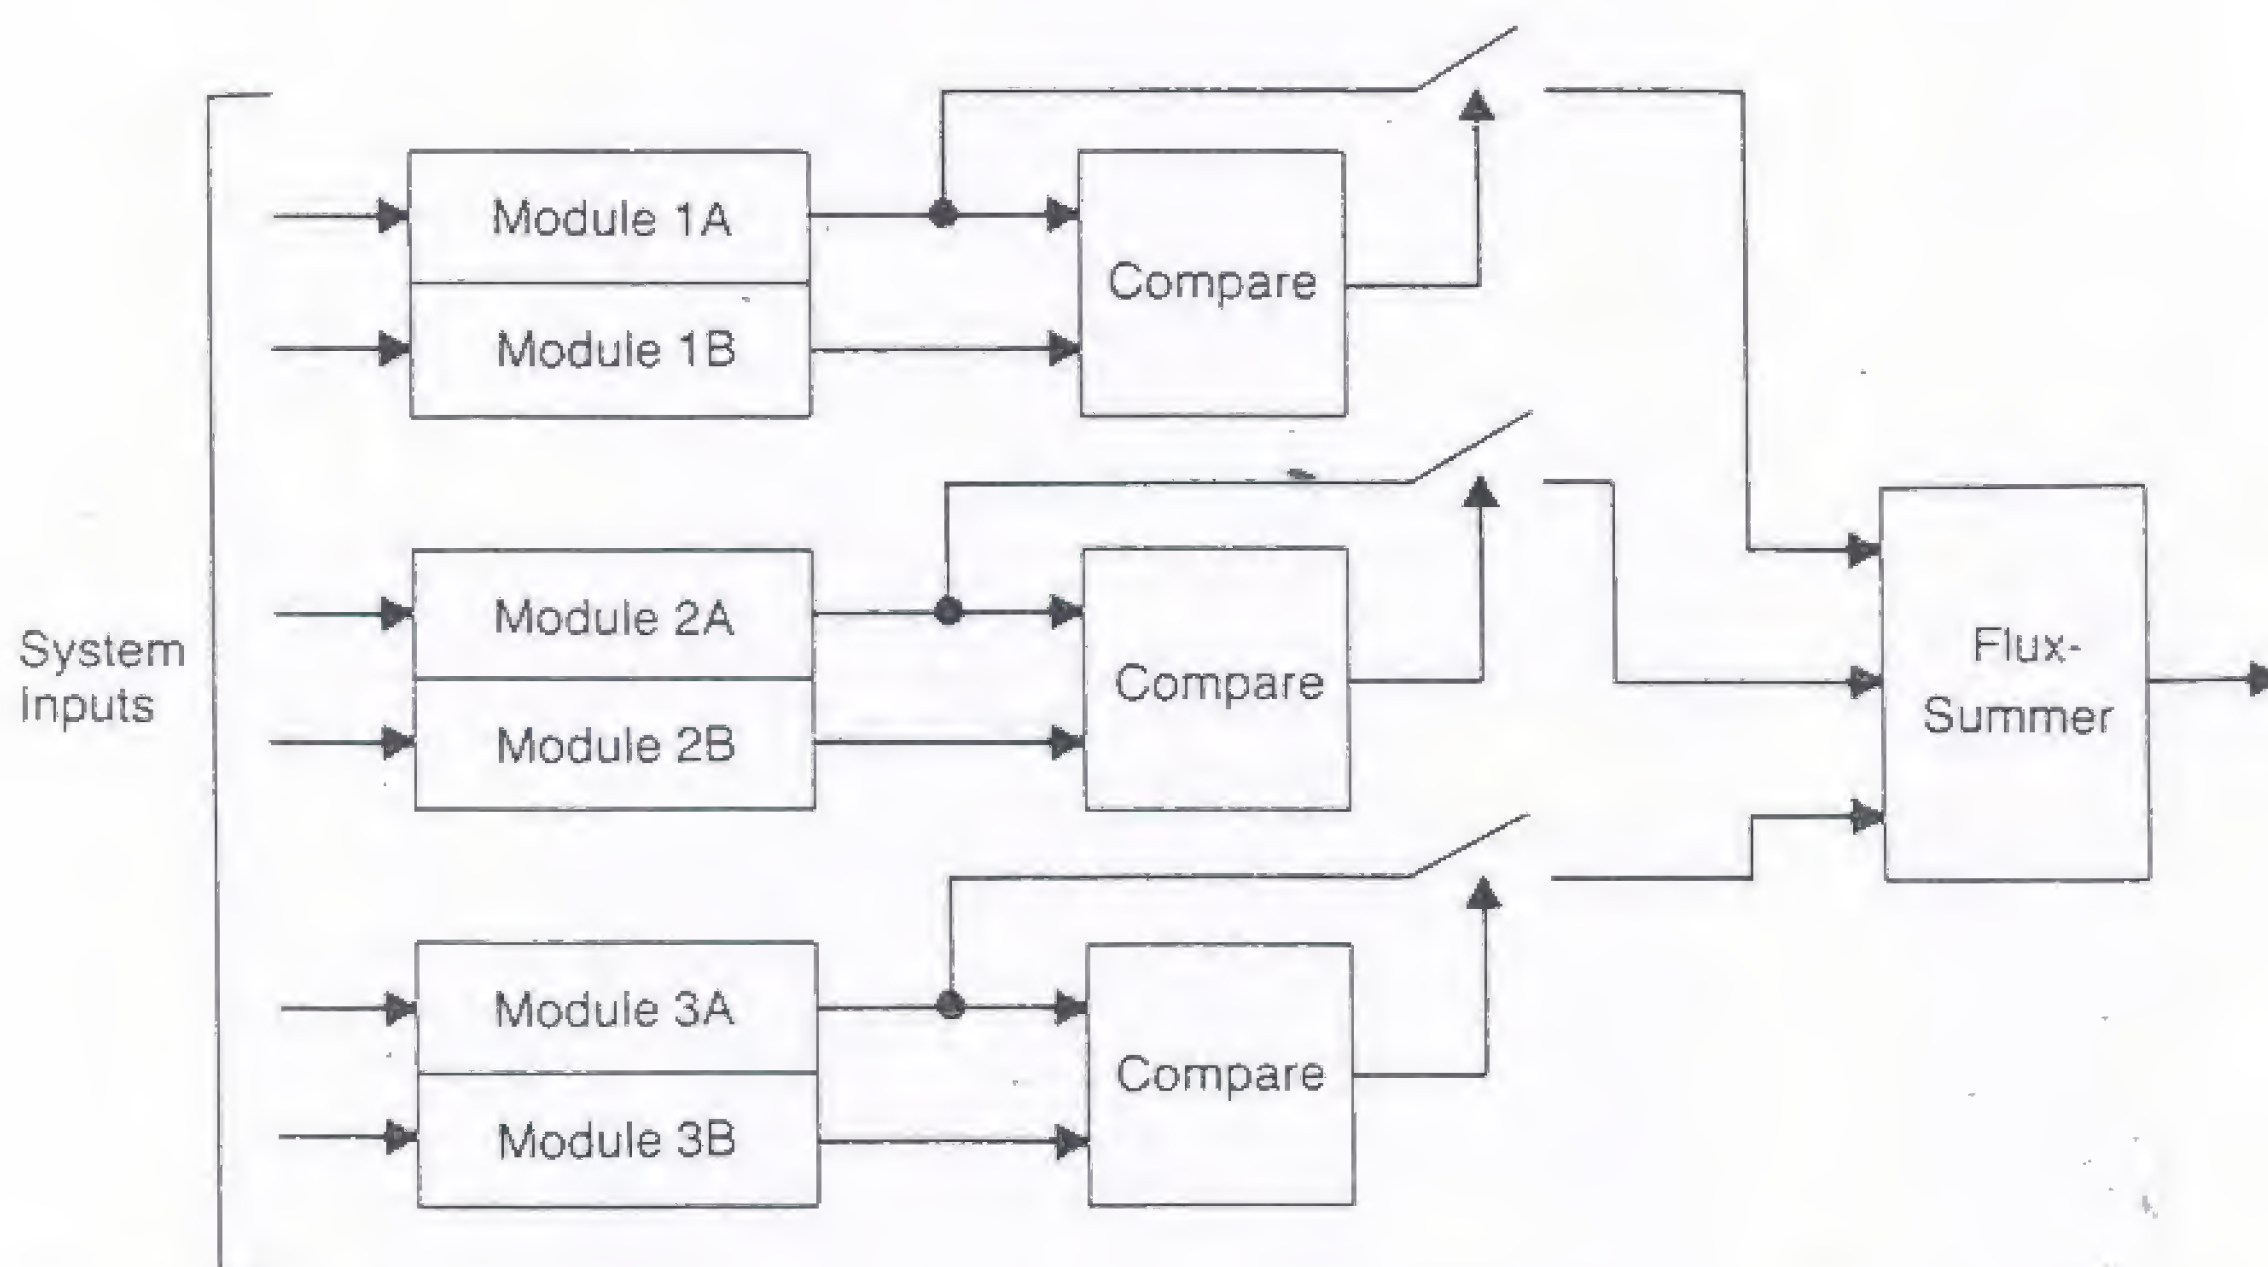 Module 1A
Compare
Module 1B
Module 2A
System
Inputs
Compare
Module 2B
Flux-
Summer
Module 3A
Compare
Module 3B